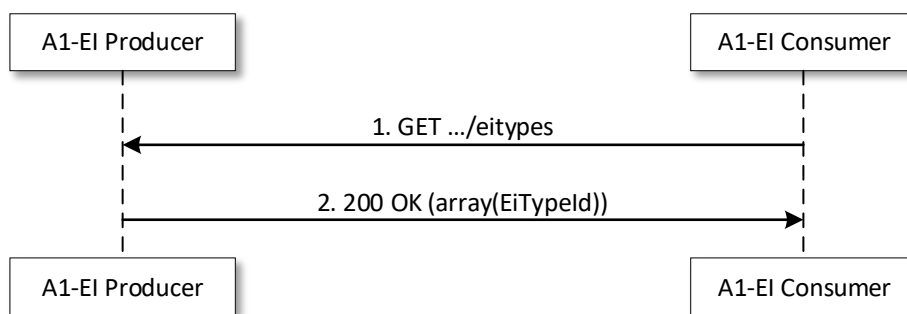 A1-EI Producer
A1-EI Consumer
1. GET .../eitypes
2. 200 OK (array(EiTypeId))
A1-EI Producer
A1-EI Consumer